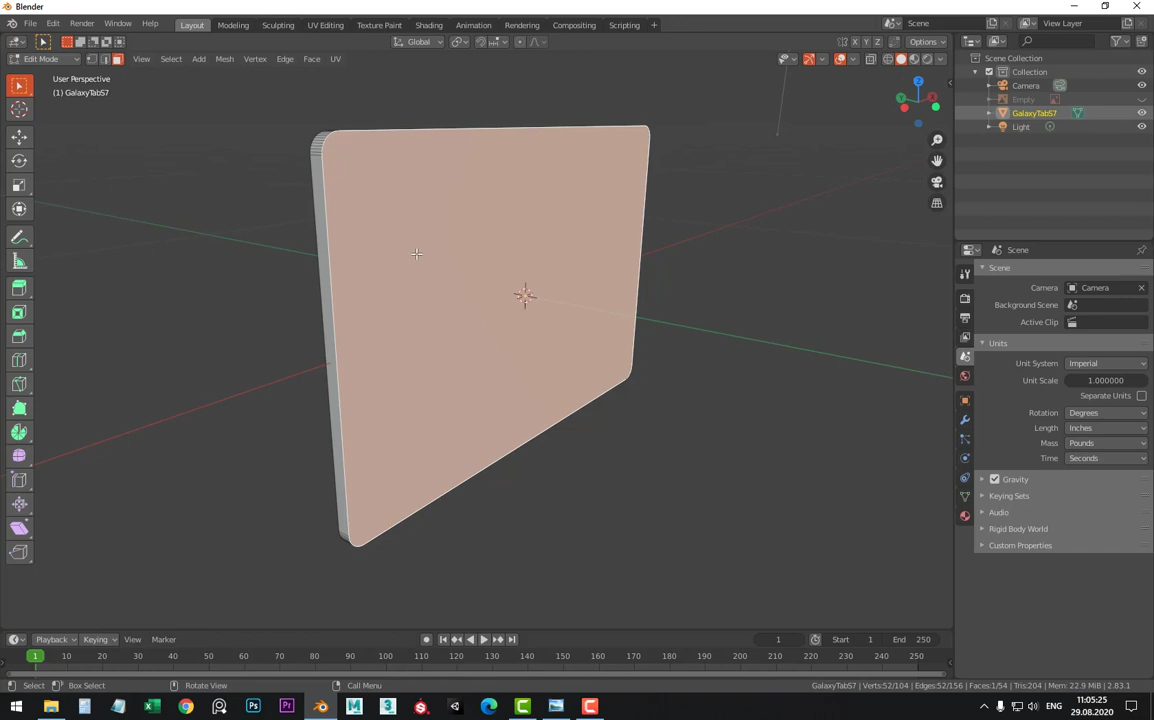 Blender
File Edit Render Window Help Layout Modeling Sculpting UV Editing Texture Paint Shading Animation Rendering Compositing Scripting + Scene View Layer
Global Options
X Y Z
Edit Mode View Select Add Mesh Vertex Edge Face UV
User Perspective
(1) GalaxyTabS7
Z
Y
X
Scene Collection
Collection
Camera
Empty
GalaxyTabS7
Light
Scene
Scene
Camera Camera
Background Scene
Active Clip
Units
Unit System Imperial
Unit Scale 1.000000
Separate Units
Rotation Degrees
Length Inches
Mass Pounds
Time Seconds
Gravity
Keying Sets
Audio
Rigid Body World
Custom Properties
Playback Keying View Marker 1 Start 1 End 250
1 10 20 30 40 50 60 70 80 90 100 110 120 130 140 150 160 170 180 190 200 210 220 230 240 250
Select Box Select Rotate View Call Menu GalaxyTabS7 | Verts:52/104 | Edges:52/156 | Faces:1/54 | Tris:204 | Mem: 22.9 MiB | 2.83.1
Ps Pr M 3 C C
ENG
11:05:25
29.08.2020